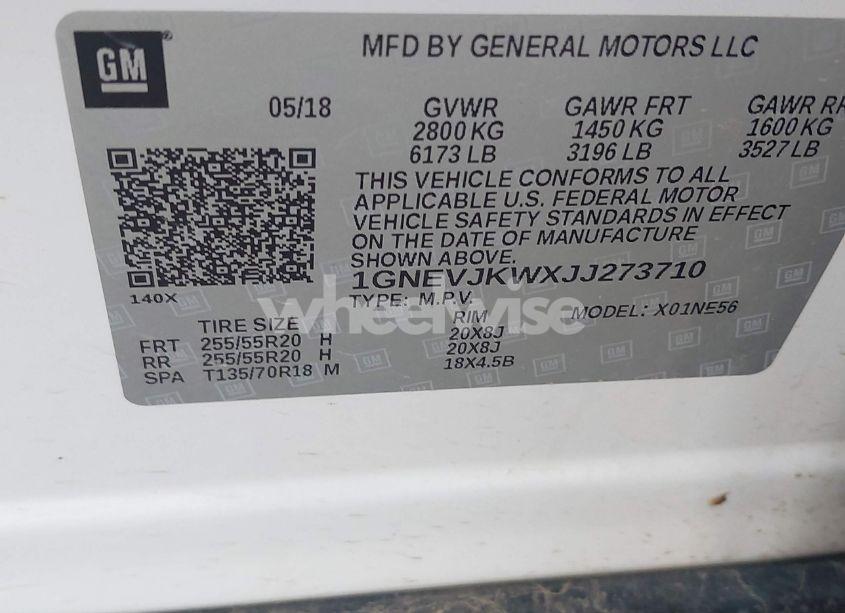 GM
MFD BY GENERAL MOTORS LLC
05/18 GVWR GAWR FRT GAWR RR
2800 KG 1450 KG 1600 KG
6173 LB 3196 LB 3527 LB
THIS VEHICLE CONFORMS TO ALL
APPLICABLE U.S. FEDERAL MOTOR
VEHICLE SAFETY STANDARDS IN EFFECT
ON THE DATE OF MANUFACTURE
SHOWN ABOVE.
1GNEVJKWXJJ273710
140X
TYPE: M.P.V. MODEL: X01NE56
wheelwise
TIRE SIZE RIM
FRT 255/55R20 H 20X8J
RR 255/55R20 H 20X8J
SPA T135/70R18 M 18X4.5B